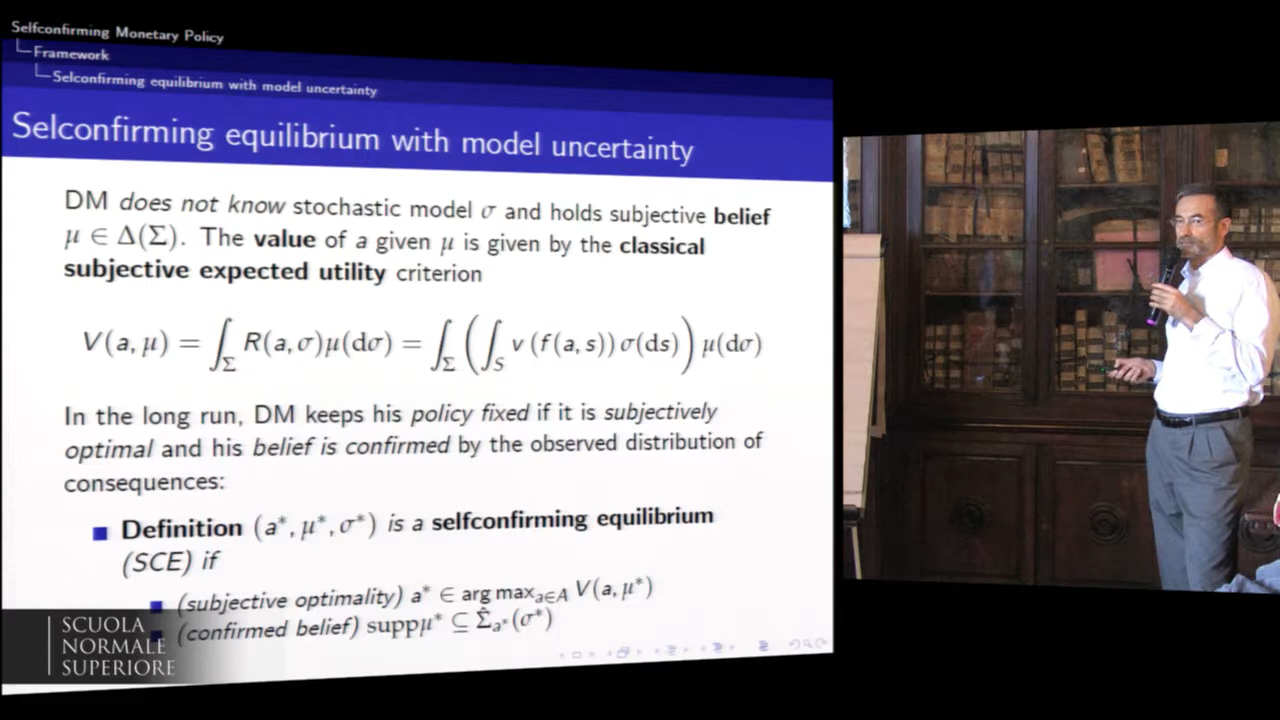 Selfconfirming Monetary Policy
Framework
Selconfirming equilibrium with model uncertainty
Selconfirming equilibrium with model uncertainty
DM does not know stochastic model σ and holds subjective belief
μ ∈ Δ(Σ). The value of a given μ is given by the classical
subjective expected utility criterion
V(a, μ) = ∫_Σ R(a, σ)μ(dσ) = ∫_Σ (∫_S v (f(a, s)) σ(ds)) μ(dσ)
In the long run, DM keeps his policy fixed if it is subjectively
optimal and his belief is confirmed by the observed distribution of
consequences:
Definition (a*, μ*, σ*) is a selfconfirming equilibrium
(SCE) if
(subjective optimality) a* ∈ arg max_{a∈A} V(a, μ*)
(confirmed belief) suppμ* ⊆ Σ̂_{a*}(σ*)
SCUOLA
NORMALE
SUPERIORE